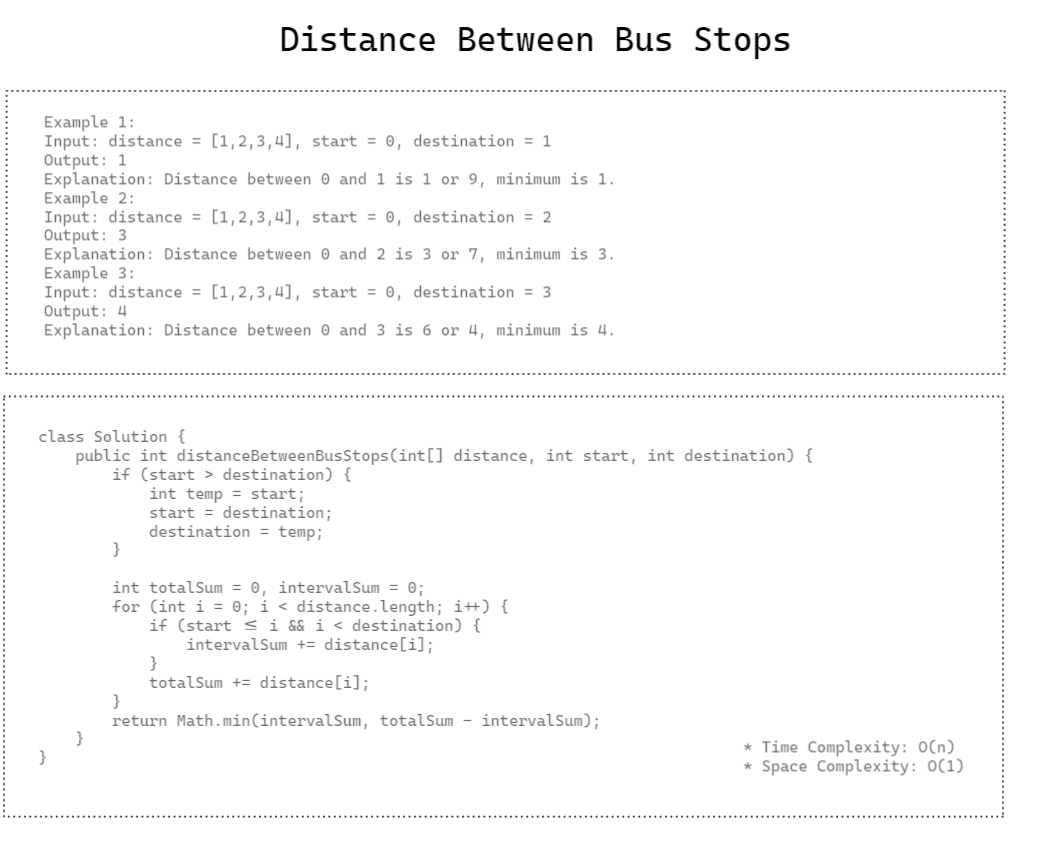 Distance Between Bus Stops
Example 1:
Input: distance = [1,2,3,4], start = 0, destination = 1
Output: 1
Explanation: Distance between 0 and 1 is 1 or 9, minimum is 1.
Example 2:
Input: distance = [1,2,3,4], start = 0, destination = 2
Output: 3
Explanation: Distance between 0 and 2 is 3 or 7, minimum is 3.
Example 3:
Input: distance = [1,2,3,4], start = 0, destination = 3
Output: 4
Explanation: Distance between 0 and 3 is 6 or 4, minimum is 4.
class Solution {
    public int distanceBetweenBusStops(int[] distance, int start, int destination) {
        if (start > destination) {
            int temp = start;
            start = destination;
            destination = temp;
        }
        int totalSum = 0, intervalSum = 0;
        for (int i = 0; i < distance.length; i++) {
            if (start ≤ i && i < destination) {
                intervalSum += distance[i];
            }
            totalSum += distance[i];
        }
        return Math.min(intervalSum, totalSum - intervalSum);
    }
}
* Time Complexity: O(n)
* Space Complexity: O(1)